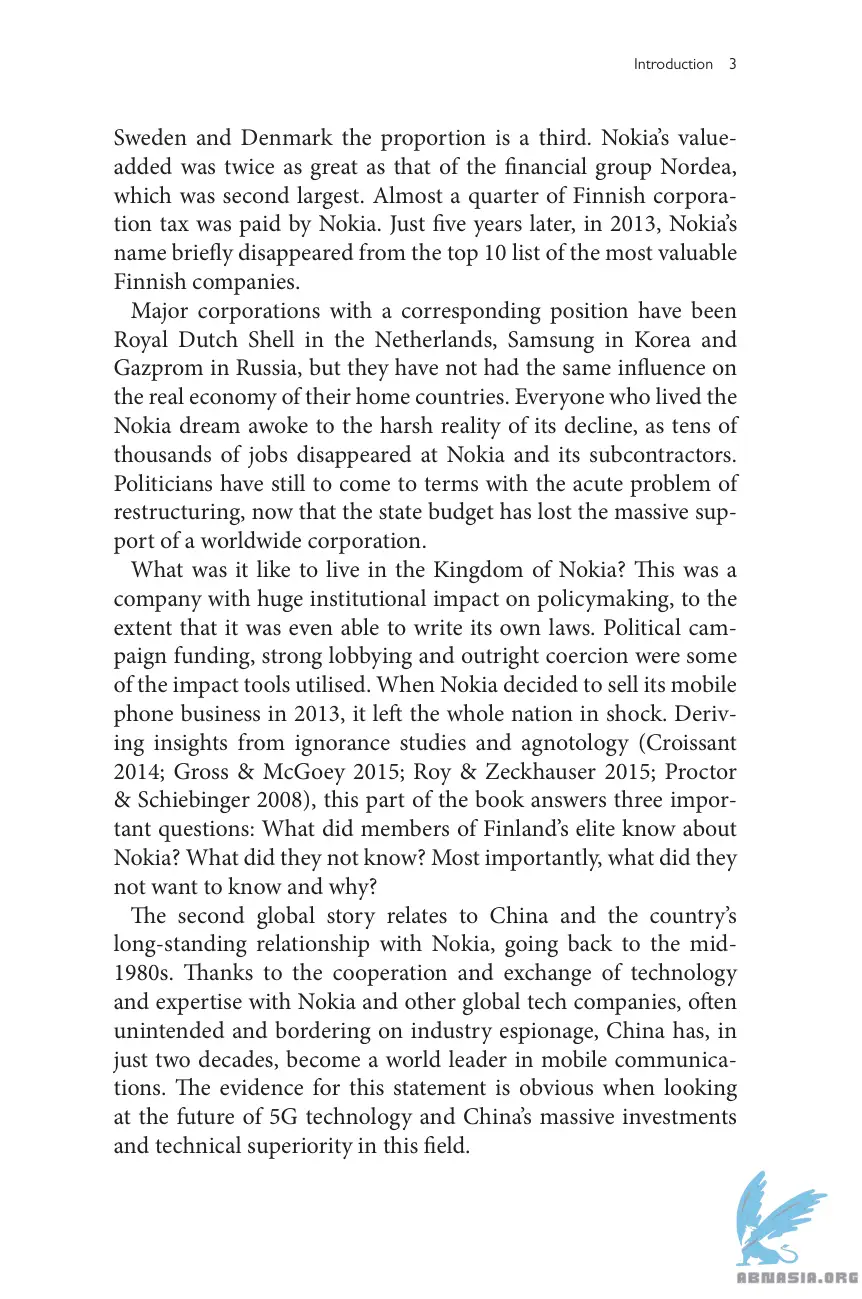 Introduction 3
Sweden and Denmark the proportion is a third. Nokia’s value-
added was twice as great as that of the financial group Nordea,
which was second largest. Almost a quarter of Finnish corpora-
tion tax was paid by Nokia. Just five years later, in 2013, Nokia’s
name briefly disappeared from the top 10 list of the most valuable
Finnish companies.
Major corporations with a corresponding position have been
Royal Dutch Shell in the Netherlands, Samsung in Korea and
Gazprom in Russia, but they have not had the same influence on
the real economy of their home countries. Everyone who lived the
Nokia dream awoke to the harsh reality of its decline, as tens of
thousands of jobs disappeared at Nokia and its subcontractors.
Politicians have still to come to terms with the acute problem of
restructuring, now that the state budget has lost the massive sup-
port of a worldwide corporation.
What was it like to live in the Kingdom of Nokia? This was a
company with huge institutional impact on policymaking, to the
extent that it was even able to write its own laws. Political cam-
paign funding, strong lobbying and outright coercion were some
of the impact tools utilised. When Nokia decided to sell its mobile
phone business in 2013, it left the whole nation in shock. Deriv-
ing insights from ignorance studies and agnotology (Croissant
2014; Gross & McGoey 2015; Roy & Zeckhauser 2015; Proctor
& Schiebinger 2008), this part of the book answers three impor-
tant questions: What did members of Finland’s elite know about
Nokia? What did they not know? Most importantly, what did they
not want to know and why?
The second global story relates to China and the country’s
long-standing relationship with Nokia, going back to the mid-
1980s. Thanks to the cooperation and exchange of technology
and expertise with Nokia and other global tech companies, often
unintended and bordering on industry espionage, China has, in
just two decades, become a world leader in mobile communica-
tions. The evidence for this statement is obvious when looking
at the future of 5G technology and China’s massive investments
and technical superiority in this field.
ABNASIA.ORG